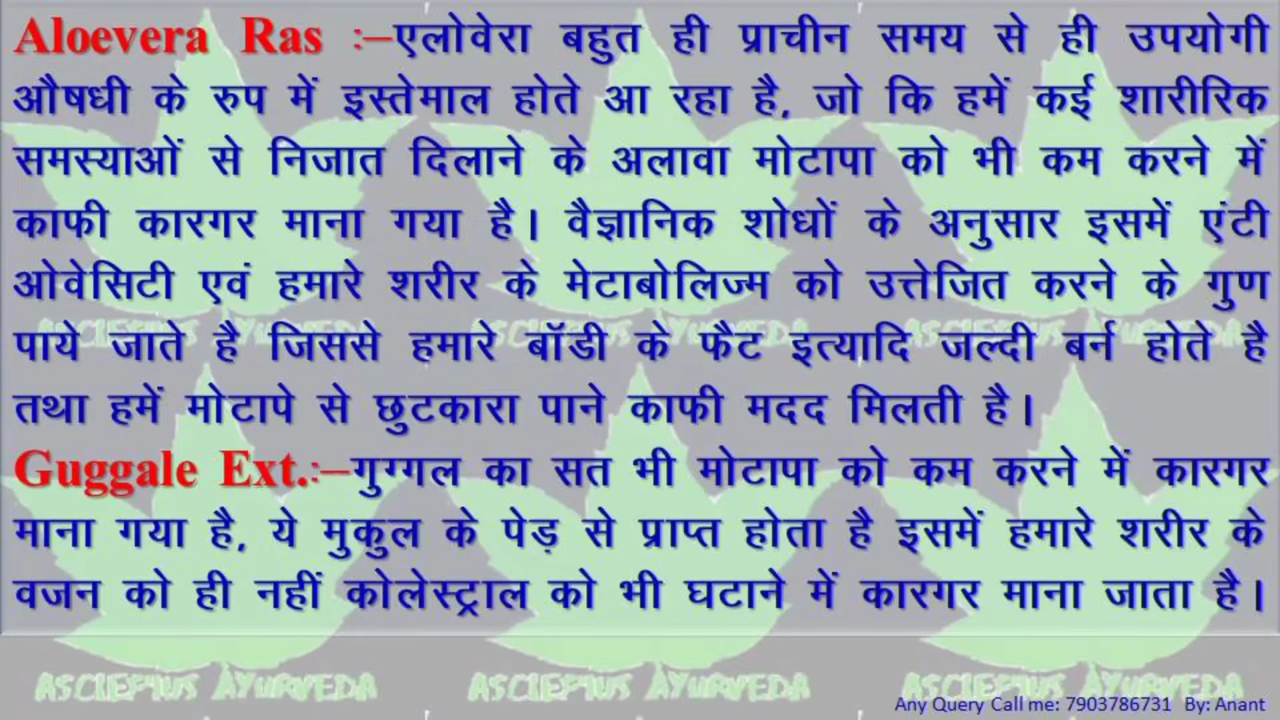 Aloevera Ras :–एलोवेरा बहुत ही प्राचीन समय से ही उपयोगी
औषधी के रुप में इस्तेमाल होते आ रहा है, जो कि हमें कई शारीरिक
समस्याओं से निजात दिलाने के अलावा मोटापा को भी कम करने में
काफी कारगर माना गया है। वैज्ञानिक शोधों के अनुसार इसमें एंटी
ओवेसिटी एवं हमारे शरीर के मेटाबोलिज्म को उत्तेजित करने के गुण
पाये जाते है जिससे हमारे बॉडी के फैट इत्यादि जल्दी बर्न होते है
तथा हमें मोटापे से छुटकारा पाने काफी मदद मिलती है।
Guggale Ext.:–गुग्गल का सत भी मोटापा को कम करने में कारगर
माना गया है, ये मुकुल के पेड़ से प्राप्त होता है इसमें हमारे शरीर के
वजन को ही नहीं कोलेस्ट्राल को भी घटाने में कारगर माना जाता है।
ASCLEPIUS AYURVEDA ASCLEPIUS AYURVEDA ASCLEPIUS AYURVEDA
Any Query Call me: 7903786731 By: Anant